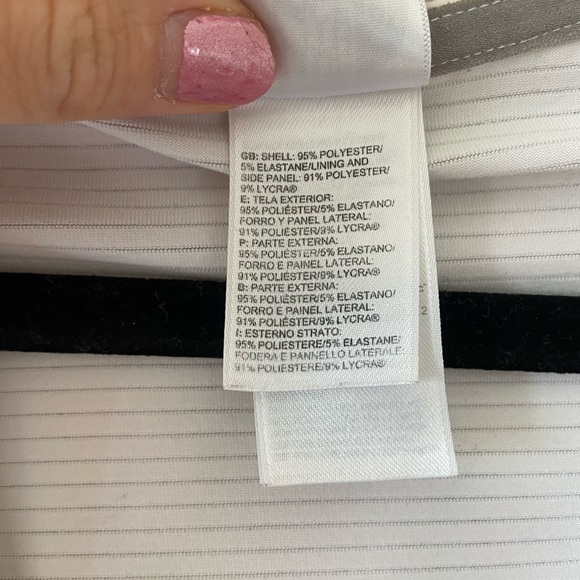 GB: SHELL: 95% POLYESTER/
5% ELASTANE/LINING AND
SIDE PANEL: 91% POLYESTER/
9% LYCRA®
E: TELA EXTERIOR:
95% POLIÉSTER/5% ELASTANO/
FORRO Y PANEL LATERAL:
91% POLIÉSTER/9% LYCRA®
P: PARTE EXTERNA:
95% POLIÉSTER/5% ELASTANO/
FORRO E PAINEL LATERAL:
91% POLIÉSTER/9% LYCRA®
B: PARTE EXTERNA:
95% POLIÉSTER/5% ELASTANO/
FORRO E PAINEL LATERAL:
91% POLIÉSTER/9% LYCRA®
I: ESTERNO STRATO:
95% POLIESTERE/5% ELASTANE/
FODERA E PANNELLO LATERALE:
91% POLIESTERE/9% LYCRA®